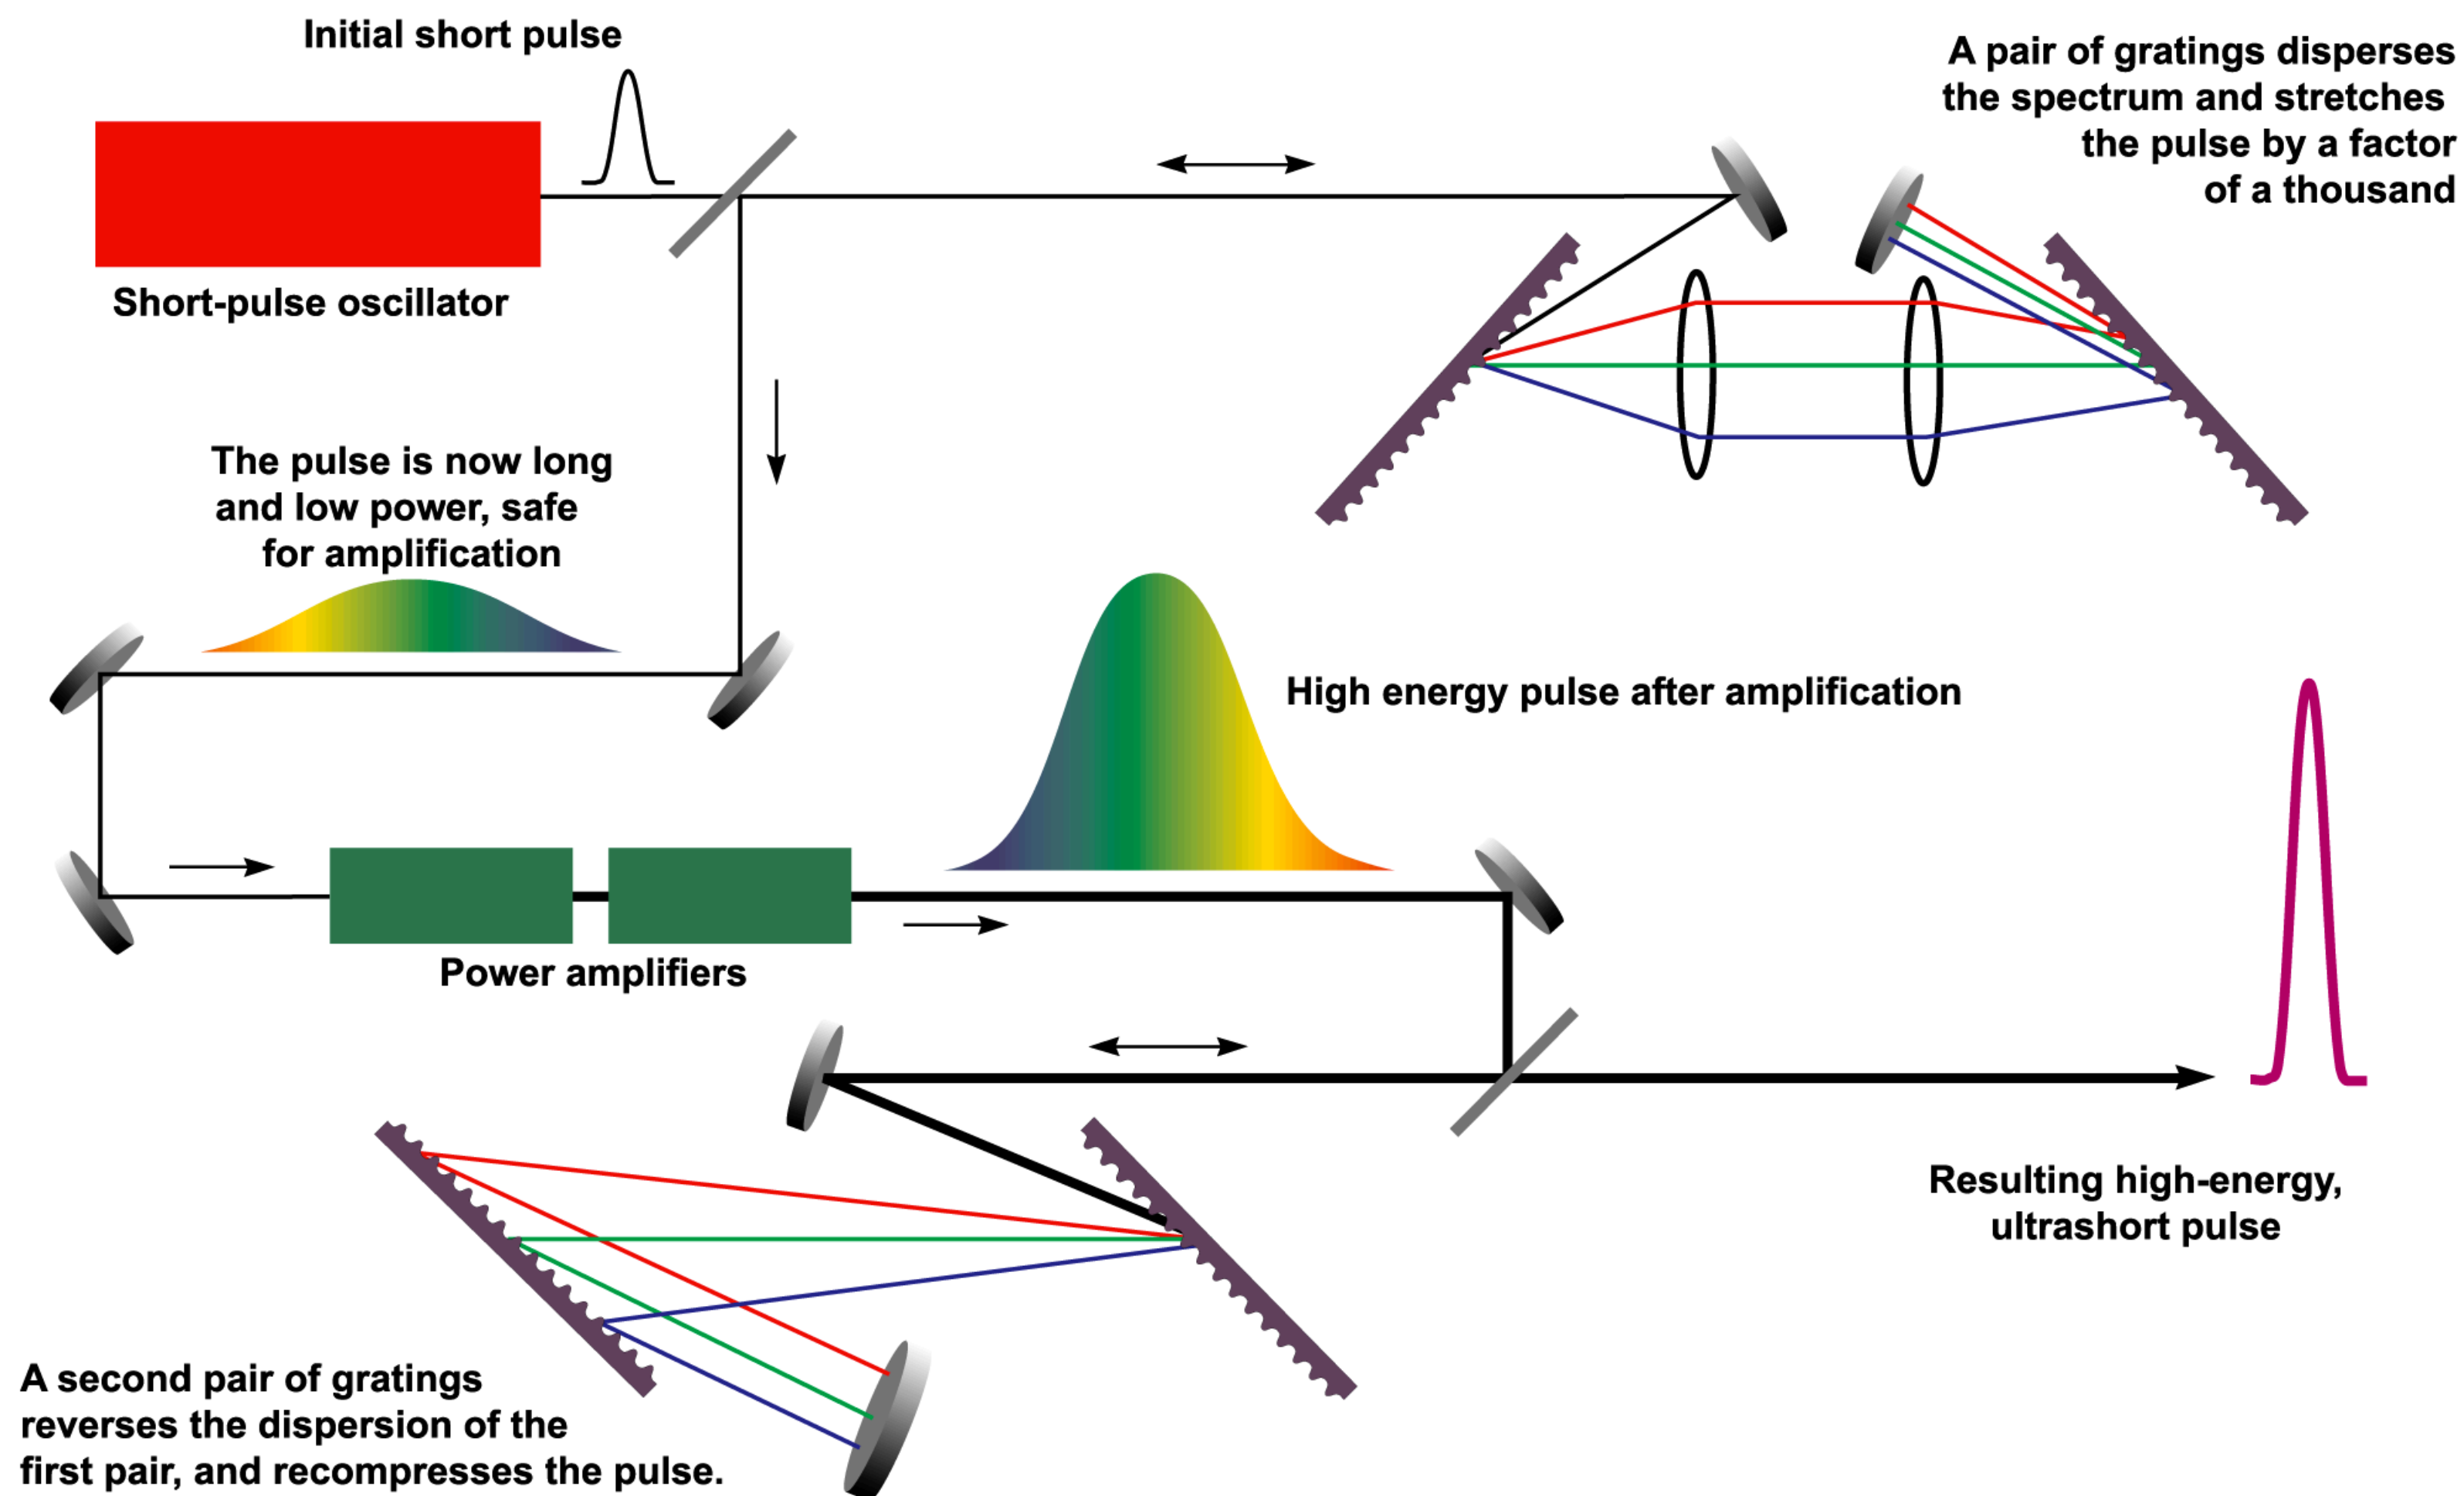 Initial short pulse
A pair of gratings disperses
the spectrum and stretches
the pulse by a factor
of a thousand
Short-pulse oscillator
The pulse is now long
and low power, safe
for amplification
High energy pulse after amplification
Power amplifiers
Resulting high-energy,
ultrashort pulse
A second pair of gratings
reverses the dispersion of the
first pair, and recompresses the pulse.